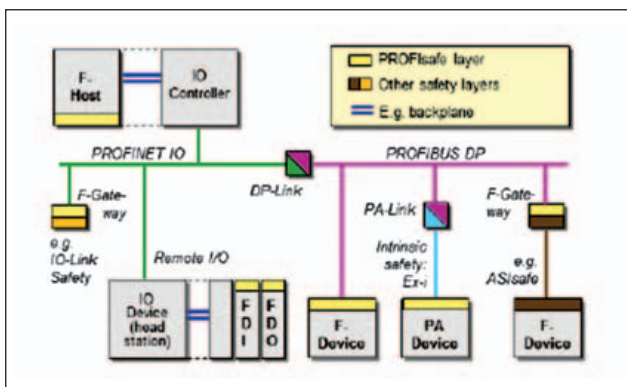 F-
Host
IO
Controller
PROFIsafe layer
Other safety layers
E.g. backplane
PROFINET IO
PROFIBUS DP
DP-Link
F-Gate-
way
e.g.
IO-Link
Safety
Remote I/O
PA-Link
Intrinsic
safety:
Ex-i
F-Gate-
way
e.g.
ASIsafe
IO
Device
(head
station)
F
D
I
F
D
O
F-
Device
PA
Device
F-
Device